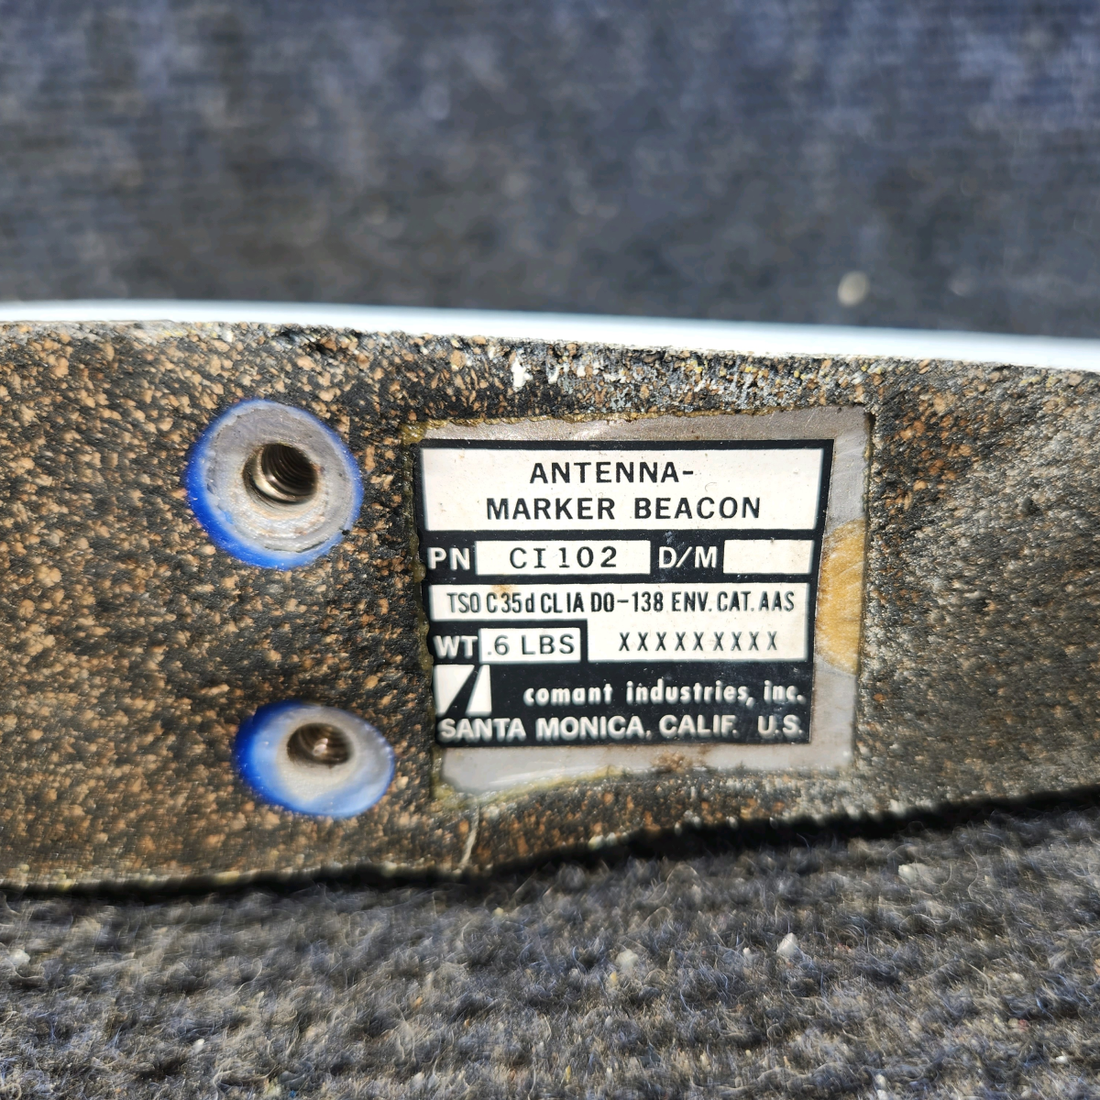 ANTENNA-
MARKER BEACON
PN CI 102 D/M
TSO C35d CL IA DO-138 ENV. CAT. AAS
WT .6 LBS XXXXXXXXX
comant industries, inc.
SANTA MONICA, CALIF. U.S.